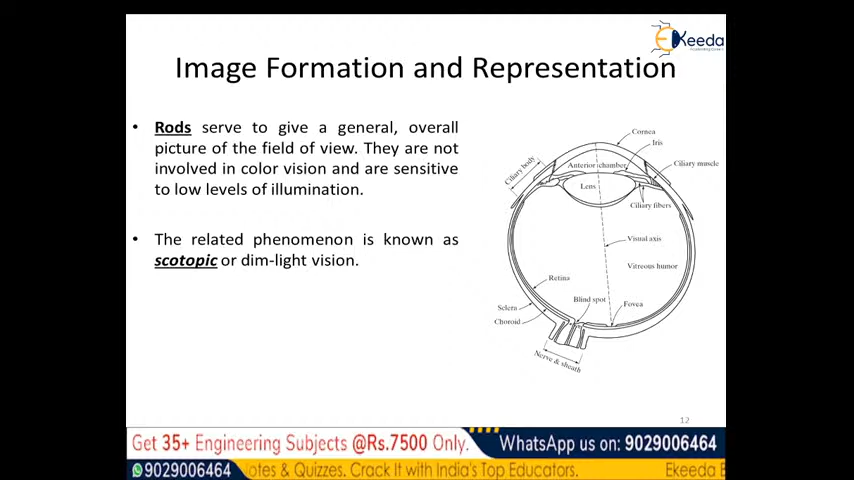 EKeeda
Image Formation and Representation
• Rods serve to give a general, overall
picture of the field of view. They are not
involved in color vision and are sensitive
to low levels of illumination.
• The related phenomenon is known as
scotopic or dim-light vision.
Cornea
Iris
Ciliary body
Anterior chamber
Ciliary muscle
Lens
Ciliary fibers
Visual axis
Vitreous humor
Retina
Blind spot
Fovea
Sclera
Choroid
Nerve & sheath
12
Get 35+ Engineering Subjects @Rs.7500 Only.
WhatsApp us on: 9029006464
9029006464
& Quizzes. Crack It with India's Top Educators.
Ekeeda